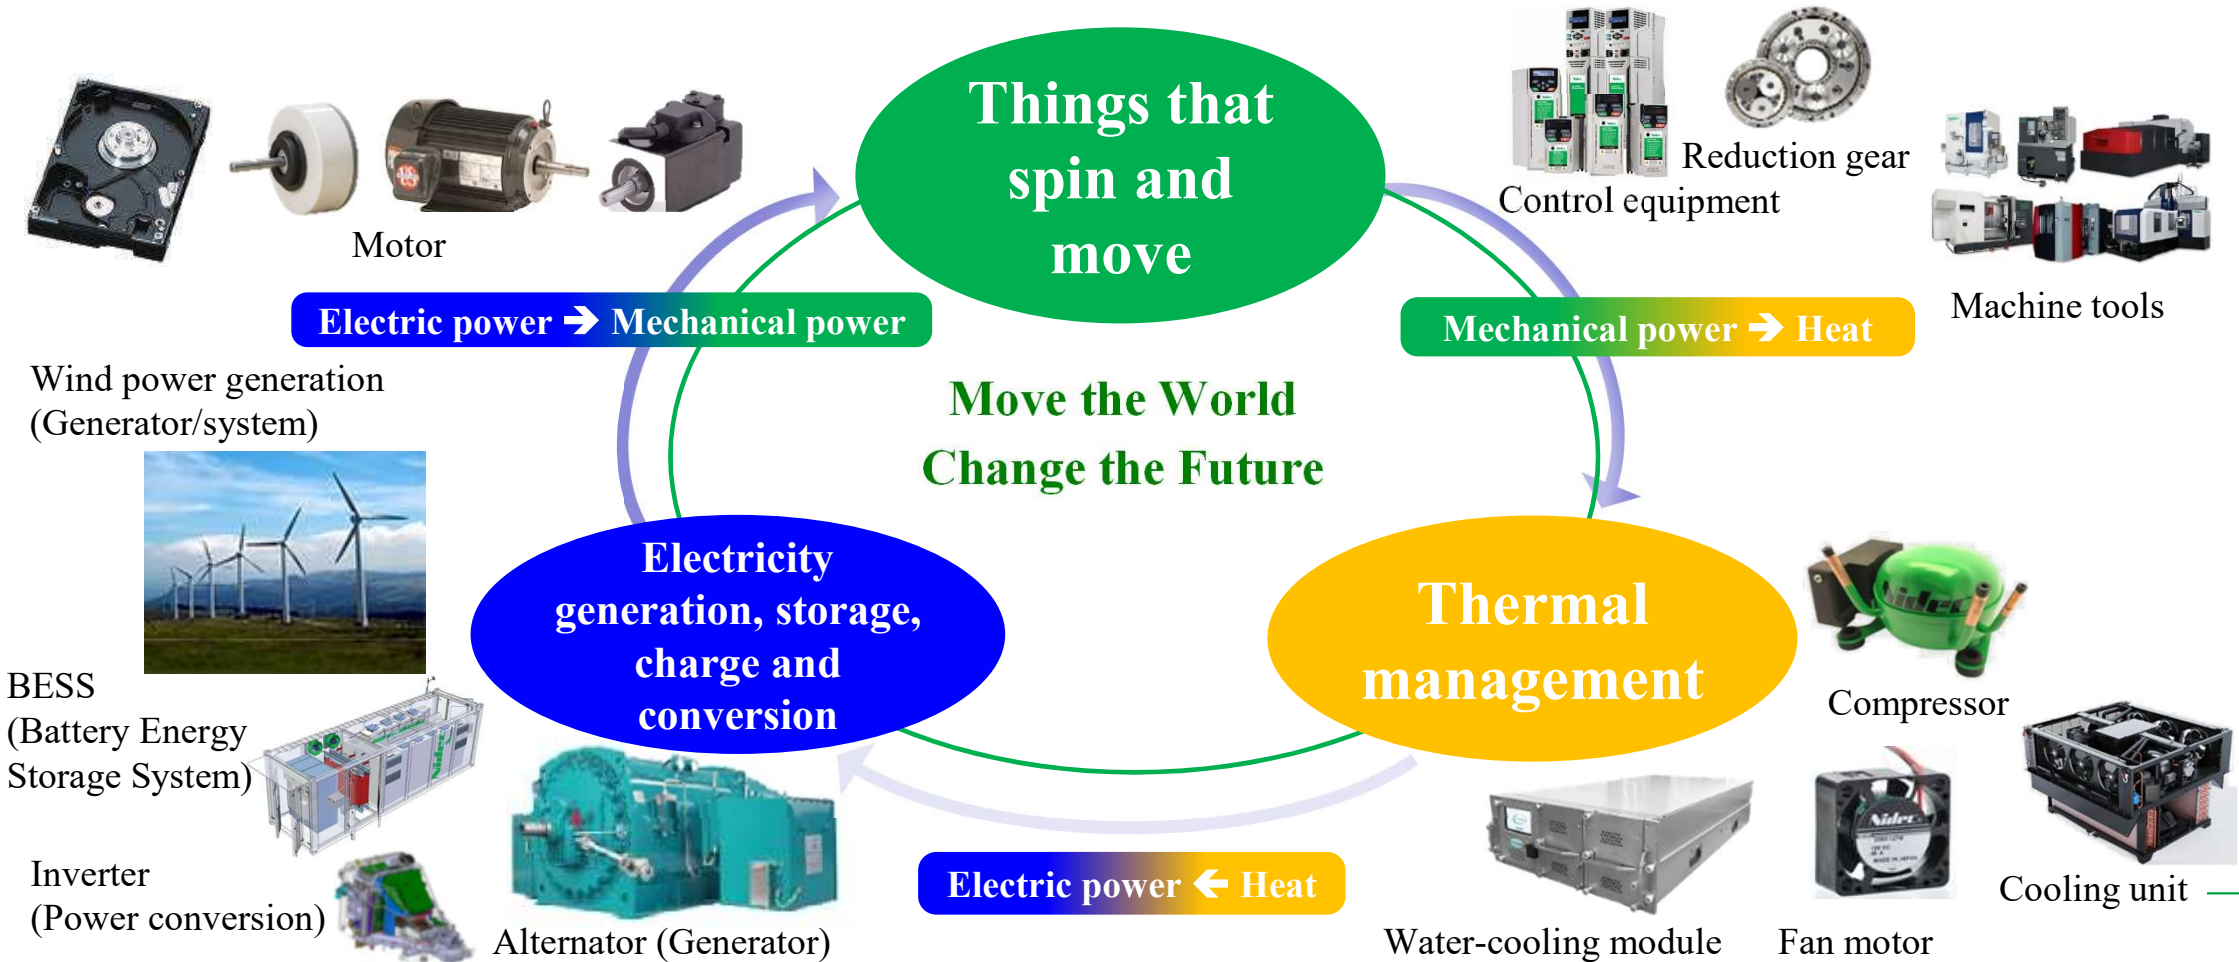 Things that
spin and
move
Control equipment
Reduction gear
Machine tools
Motor
Electric power ➔ Mechanical power
Mechanical power ➔ Heat
Wind power generation
(Generator/system)
Move the World
Change the Future
Electricity
generation, storage,
charge and
conversion
Thermal
management
Nidec
Compressor
BESS
(Battery Energy
Storage System)
Nidec
Nidec
Cooling unit
Inverter
(Power conversion)
Electric power 🡸 Heat
Alternator (Generator)
Water-cooling module
Fan motor